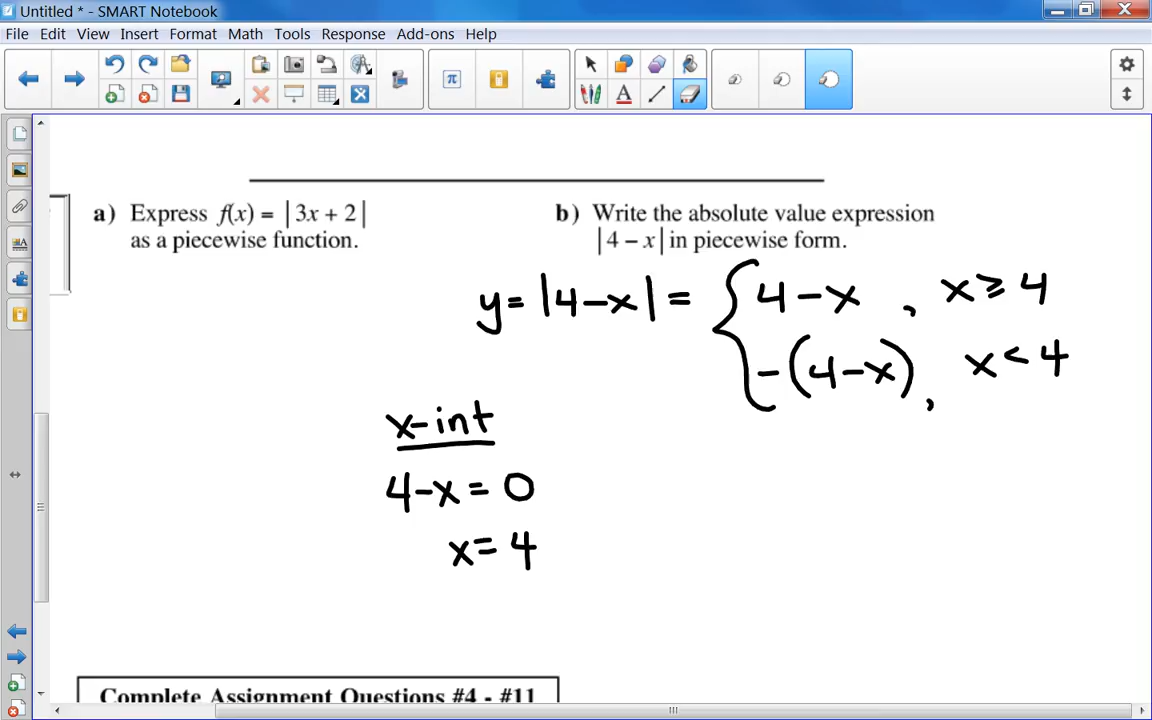 Untitled * - SMART Notebook
File Edit View Insert Format Math Tools Response Add-ons Help
a) Express f(x) = |3x + 2|
as a piecewise function.
b) Write the absolute value expression
|4 – x| in piecewise form.
y = |4-x| = { 4-x , x ≥ 4
-(4-x), x < 4
x-int
4-x = 0
x = 4
Complete Assignment Questions #4 - #11